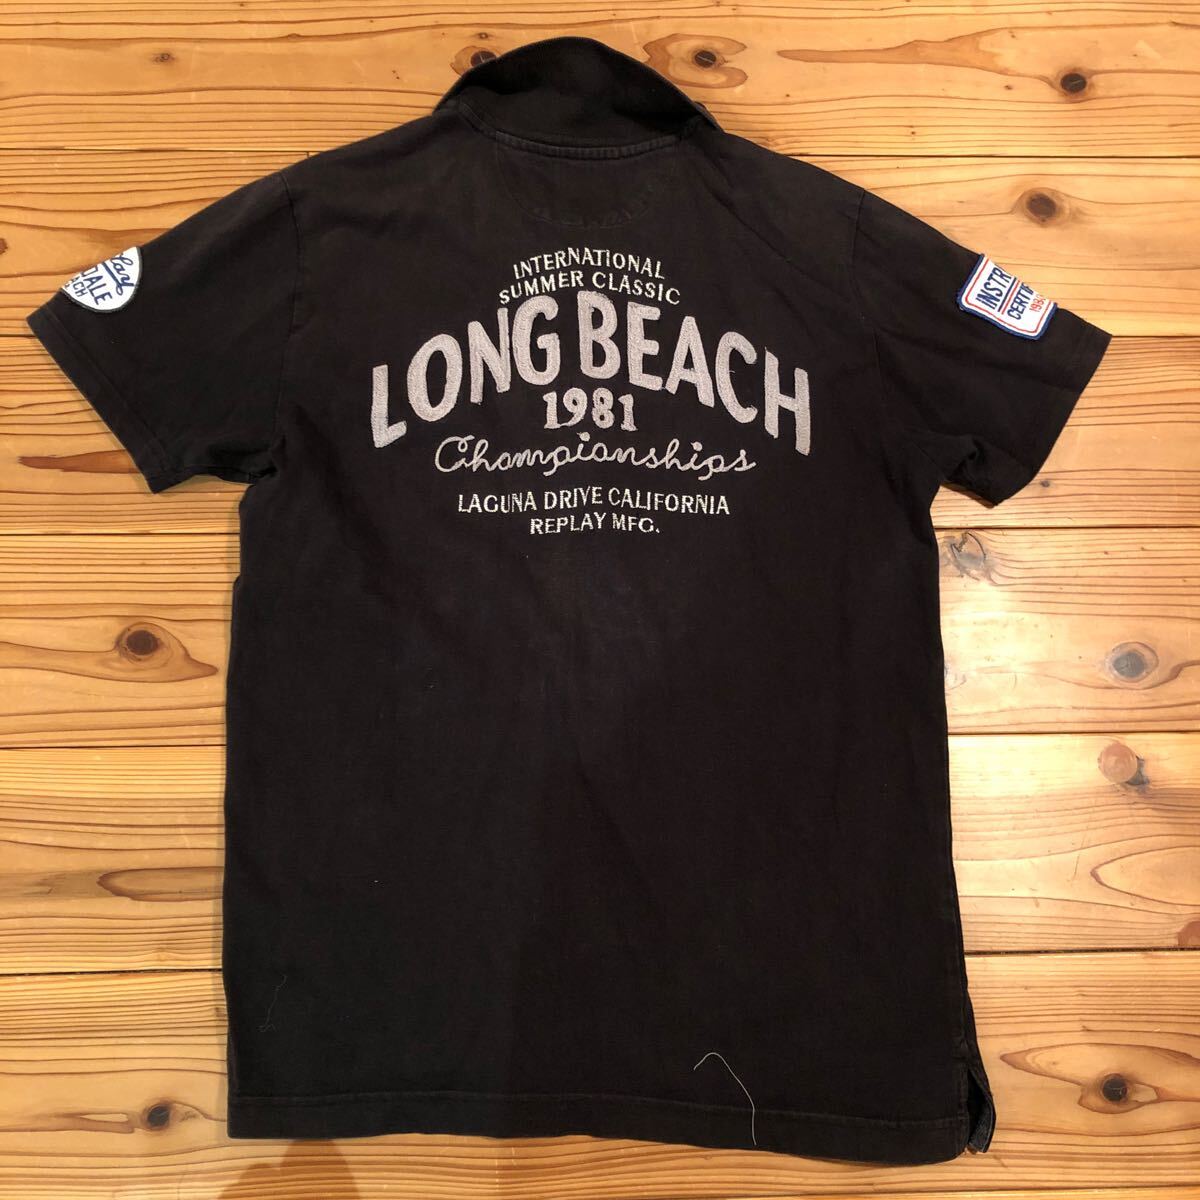 INTERNATIONAL
SUMMER CLASSIC
LONG BEACH
1981
Championships
LAGUNA DRIVE CALIFORNIA
REPLAY MFG.